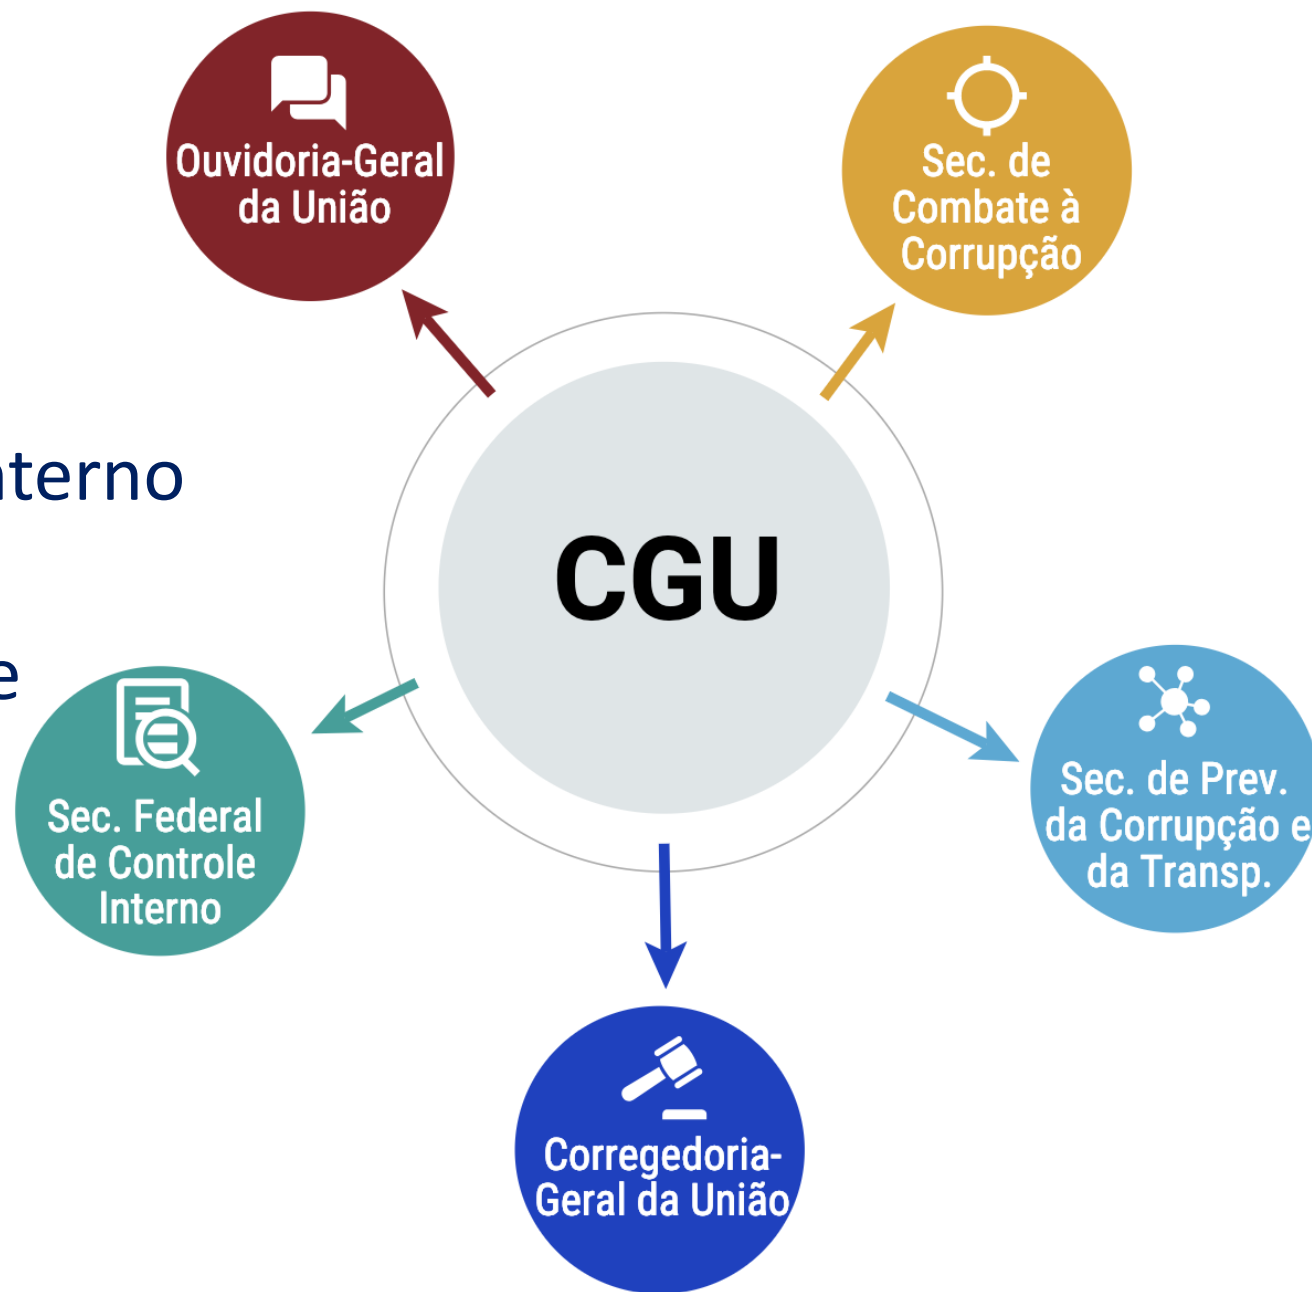 Ouvidoria-Geral
da União
Sec. de
Combate à
Corrupção
CGU
Sec. Federal
de Controle
Interno
Sec. de Prev.
da Corrupção e
da Transp.
Corregedoria-
Geral da União